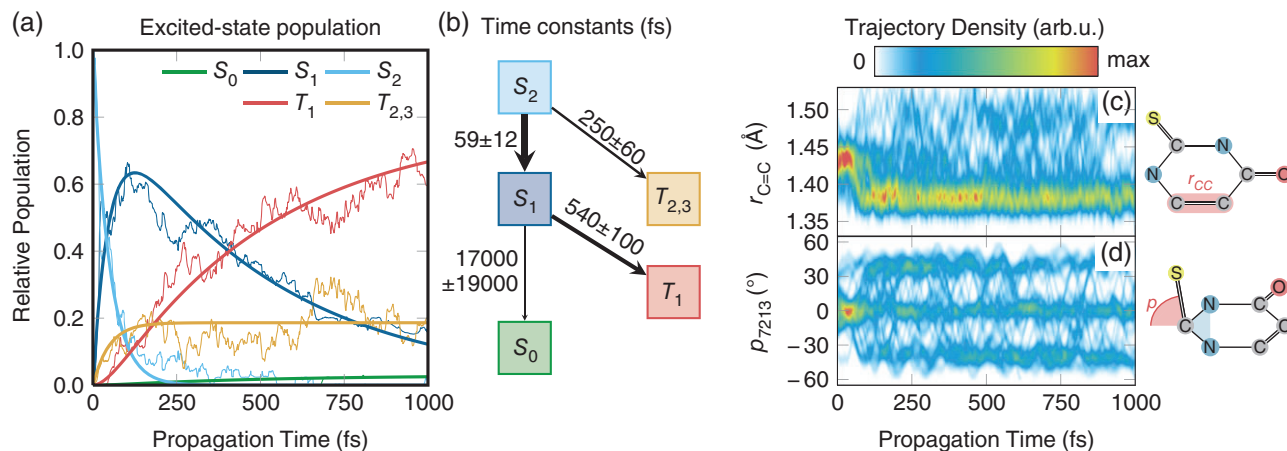 (a)
Excited-state population
S0 S1 S2
T1 T2,3
Relative Population
1.0
0.8
0.6
0.4
0.2
0.0
0 250 500 750 1000
Propagation Time (fs)
(b) Time constants (fs)
S2
59±12
250±60
S1
T2,3
540±100
17000
±19000
T1
S0
Trajectory Density (arb.u.)
0 max
(c)
rC=C (Å)
1.50
1.45
1.40
1.35
S
C N
N C O
rCC
C C
(d)
p7213 (°)
60
30
0
−30
−60
0 250 500 750 1000
Propagation Time (fs)
S
O
p
N C
C C
N C